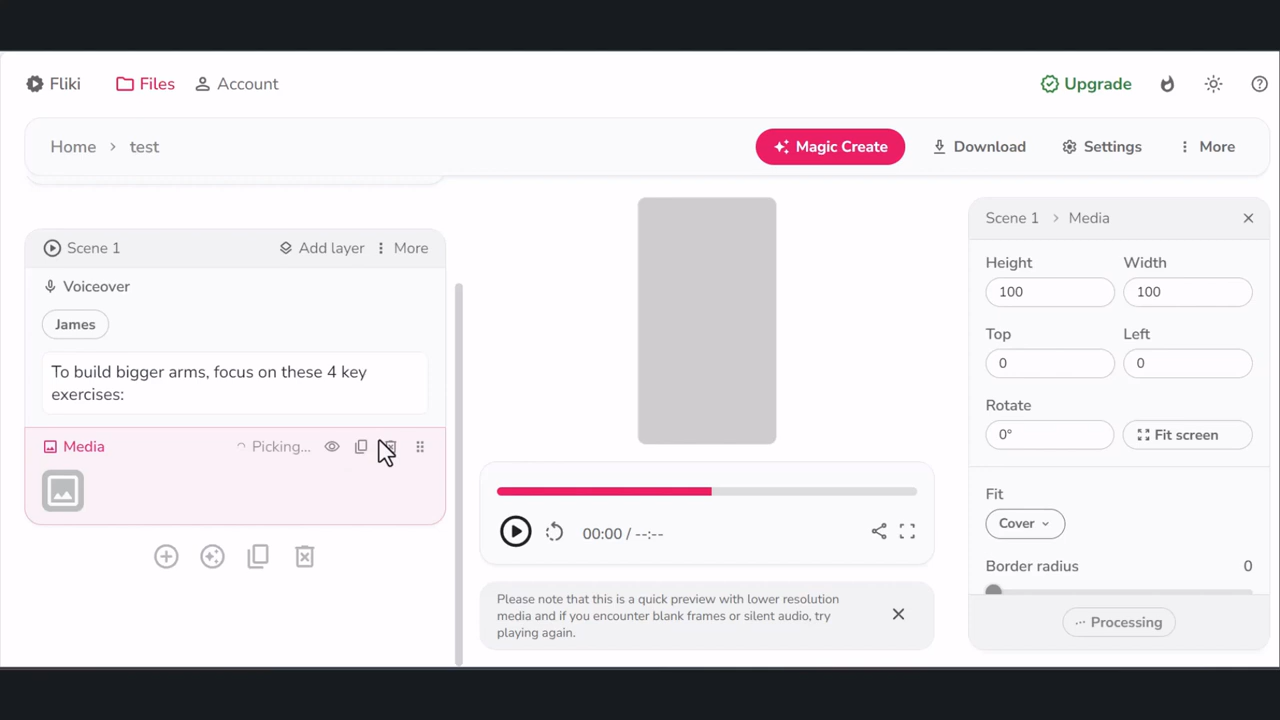 Fliki
Files
Account
Upgrade
Home > test
Magic Create
Download
Settings
More
Scene 1
Add layer
More
Voiceover
James
To build bigger arms, focus on these 4 key
exercises:
Media
Picking...
00:00 / --:--
Please note that this is a quick preview with lower resolution
media and if you encounter blank frames or silent audio, try
playing again.
Scene 1 > Media
Height
Width
100
100
Top
Left
0
0
Rotate
0°
Fit screen
Fit
Cover
Border radius
0
Processing